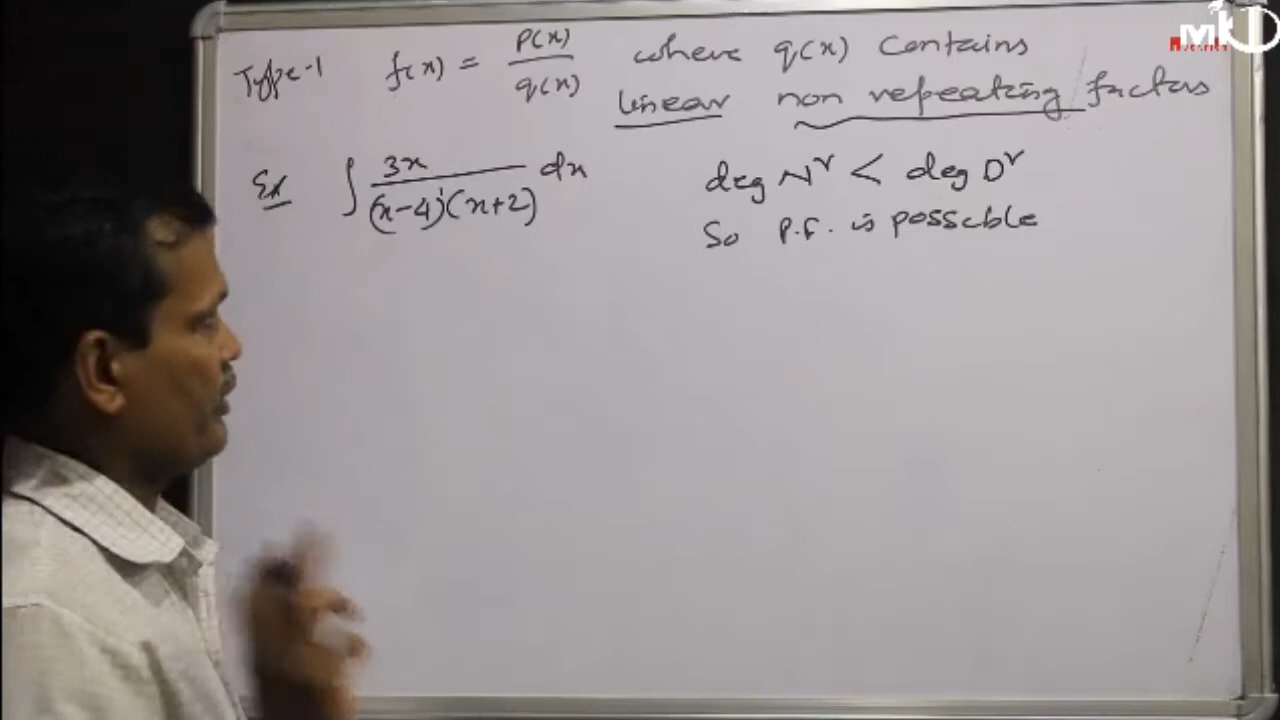 Type-1 f(x) = P(x)/q(x) where q(x) contains
linear non repeating factors
Ex ∫ 3x/((x-4)(x+2)) dx deg Nʳ < deg Dʳ
So P.F. is possible